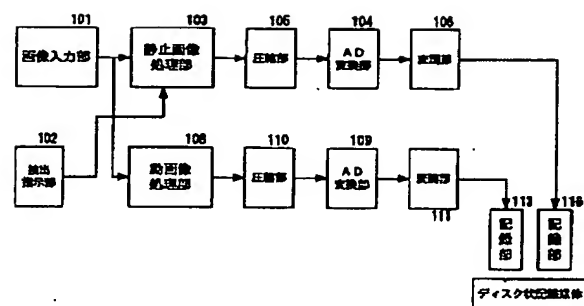 101
画像入力部
103
静止画像
処理部
105
圧縮部
104
AD
変換部
106
変調部
102
抽出
指示部
108
動画像
処理部
110
圧縮部
109
AD
変換部
変調部
111
113
記録部
記録部
ディスク状記録媒体